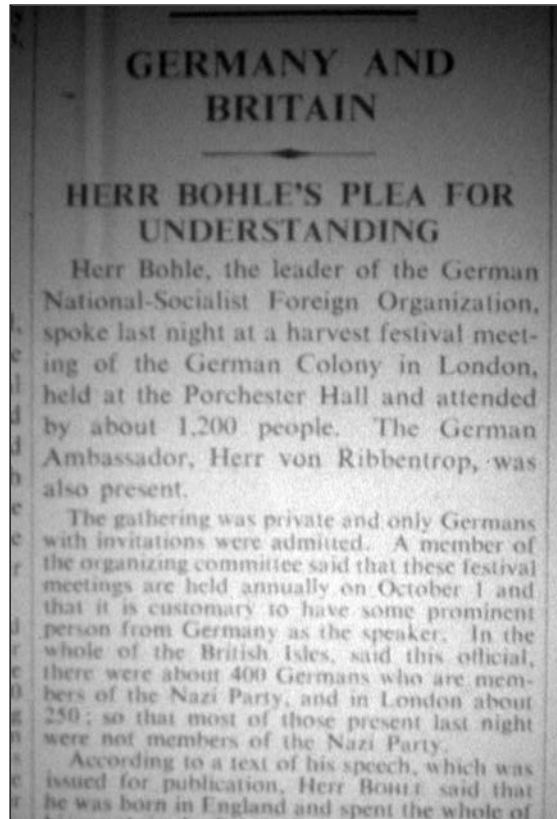 GERMANY AND
BRITAIN
HERR BOHLE'S PLEA FOR
UNDERSTANDING
Herr Bohle, the leader of the German
National-Socialist Foreign Organization,
spoke last night at a harvest festival meet-
ing of the German Colony in London,
held at the Porchester Hall and attended
by about 1,200 people. The German
Ambassador, Herr von Ribbentrop, was
also present.
The gathering was private and only Germans
with invitations were admitted. A member of
the organizing committee said that these festival
meetings are held annually on October 1 and
that it is customary to have some prominent
person from Germany as the speaker. In the
whole of the British Isles, said this official,
there were about 400 Germans who are mem-
bers of the Nazi Party, and in London about
250; so that most of those present last night
were not members of the Nazi Party.
According to a text of his speech, which was
issued for publication, Herr BOHLE said that
he was born in England and spent the whole of